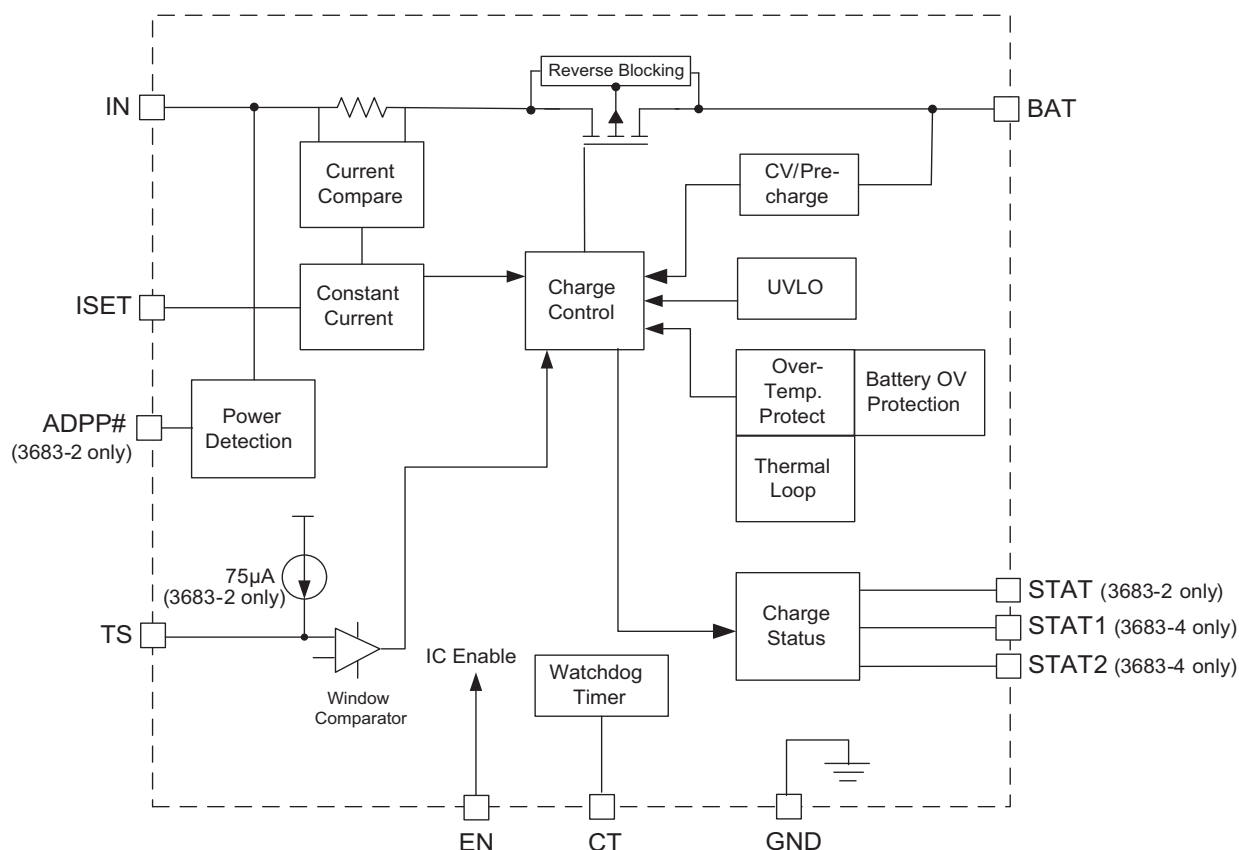 Reverse Blocking
IN
BAT
Current
Compare
CV/Pre-
charge
ISET
Constant
Current
Charge
Control
UVLO
Over-
Temp.
Protect
Battery OV
Protection
ADPP#
(3683-2 only)
Power
Detection
Thermal
Loop
75µA
(3683-2 only)
TS
Window
Comparator
IC Enable
Watchdog
Timer
Charge
Status
STAT (3683-2 only)
STAT1 (3683-4 only)
STAT2 (3683-4 only)
EN
CT
GND